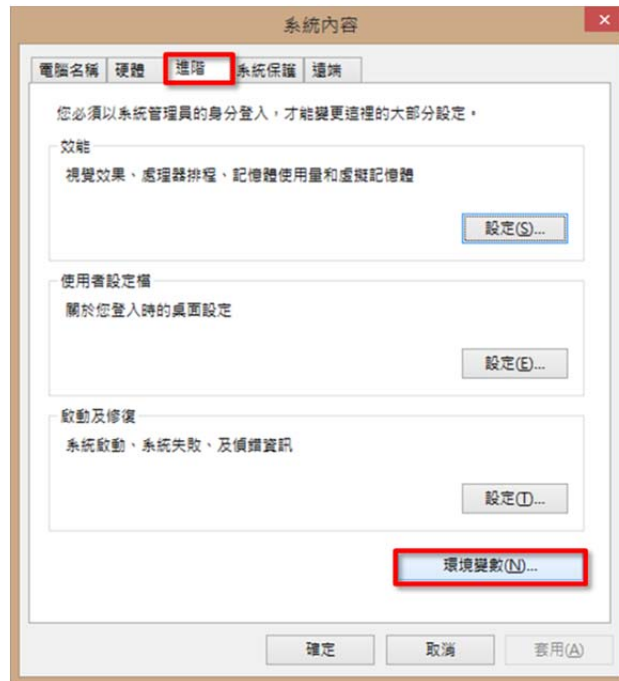 系統內容
電腦名稱 硬體 進階 系統保護 遠端
您必須以系統管理員的身分登入，才能變更這裡的大部分設定。
效能
視覺效果、處理器排程、記憶體使用量和虛擬記憶體
設定(S)...
使用者設定檔
關於您登入時的桌面設定
設定(E)...
啟動及修復
系統啟動、系統失敗、及偵錯資訊
設定(T)...
環境變數(N)...
確定 取消 套用(A)